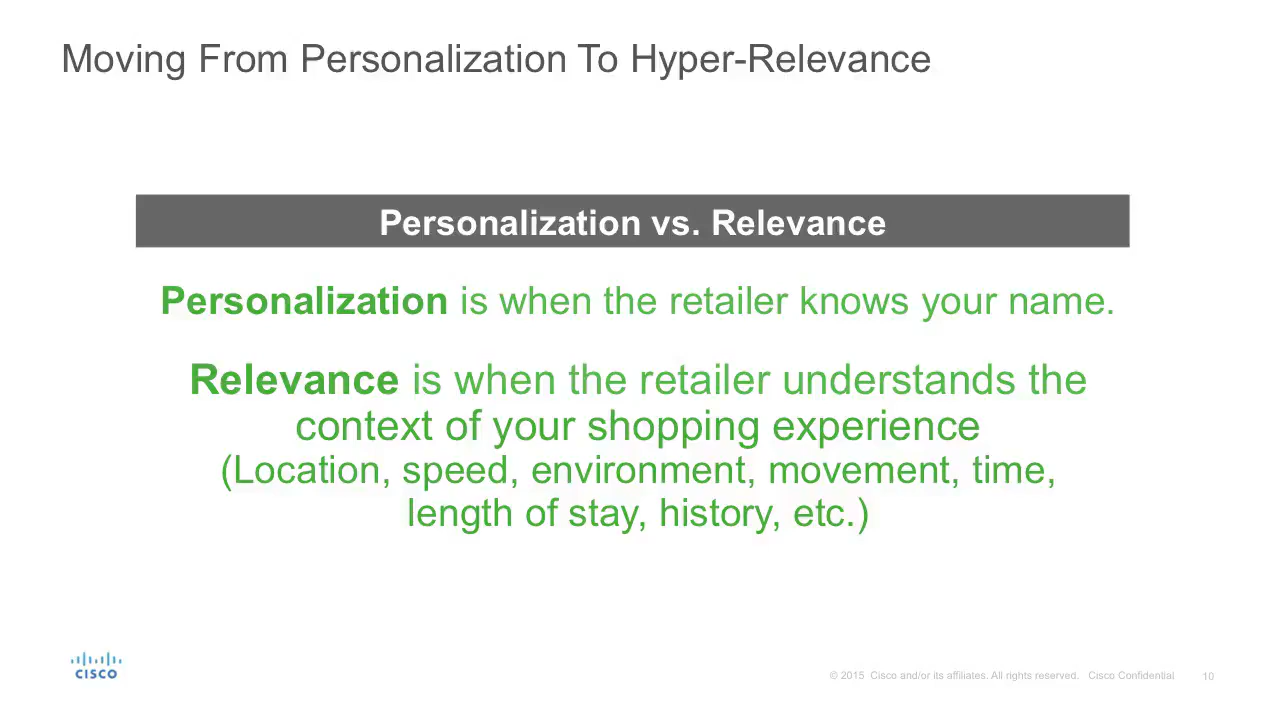 Moving From Personalization To Hyper-Relevance
Personalization vs. Relevance
Personalization is when the retailer knows your name.
Relevance is when the retailer understands the
context of your shopping experience
(Location, speed, environment, movement, time,
length of stay, history, etc.)
CISCO
© 2015 Cisco and/or its affiliates. All rights reserved. Cisco Confidential 10